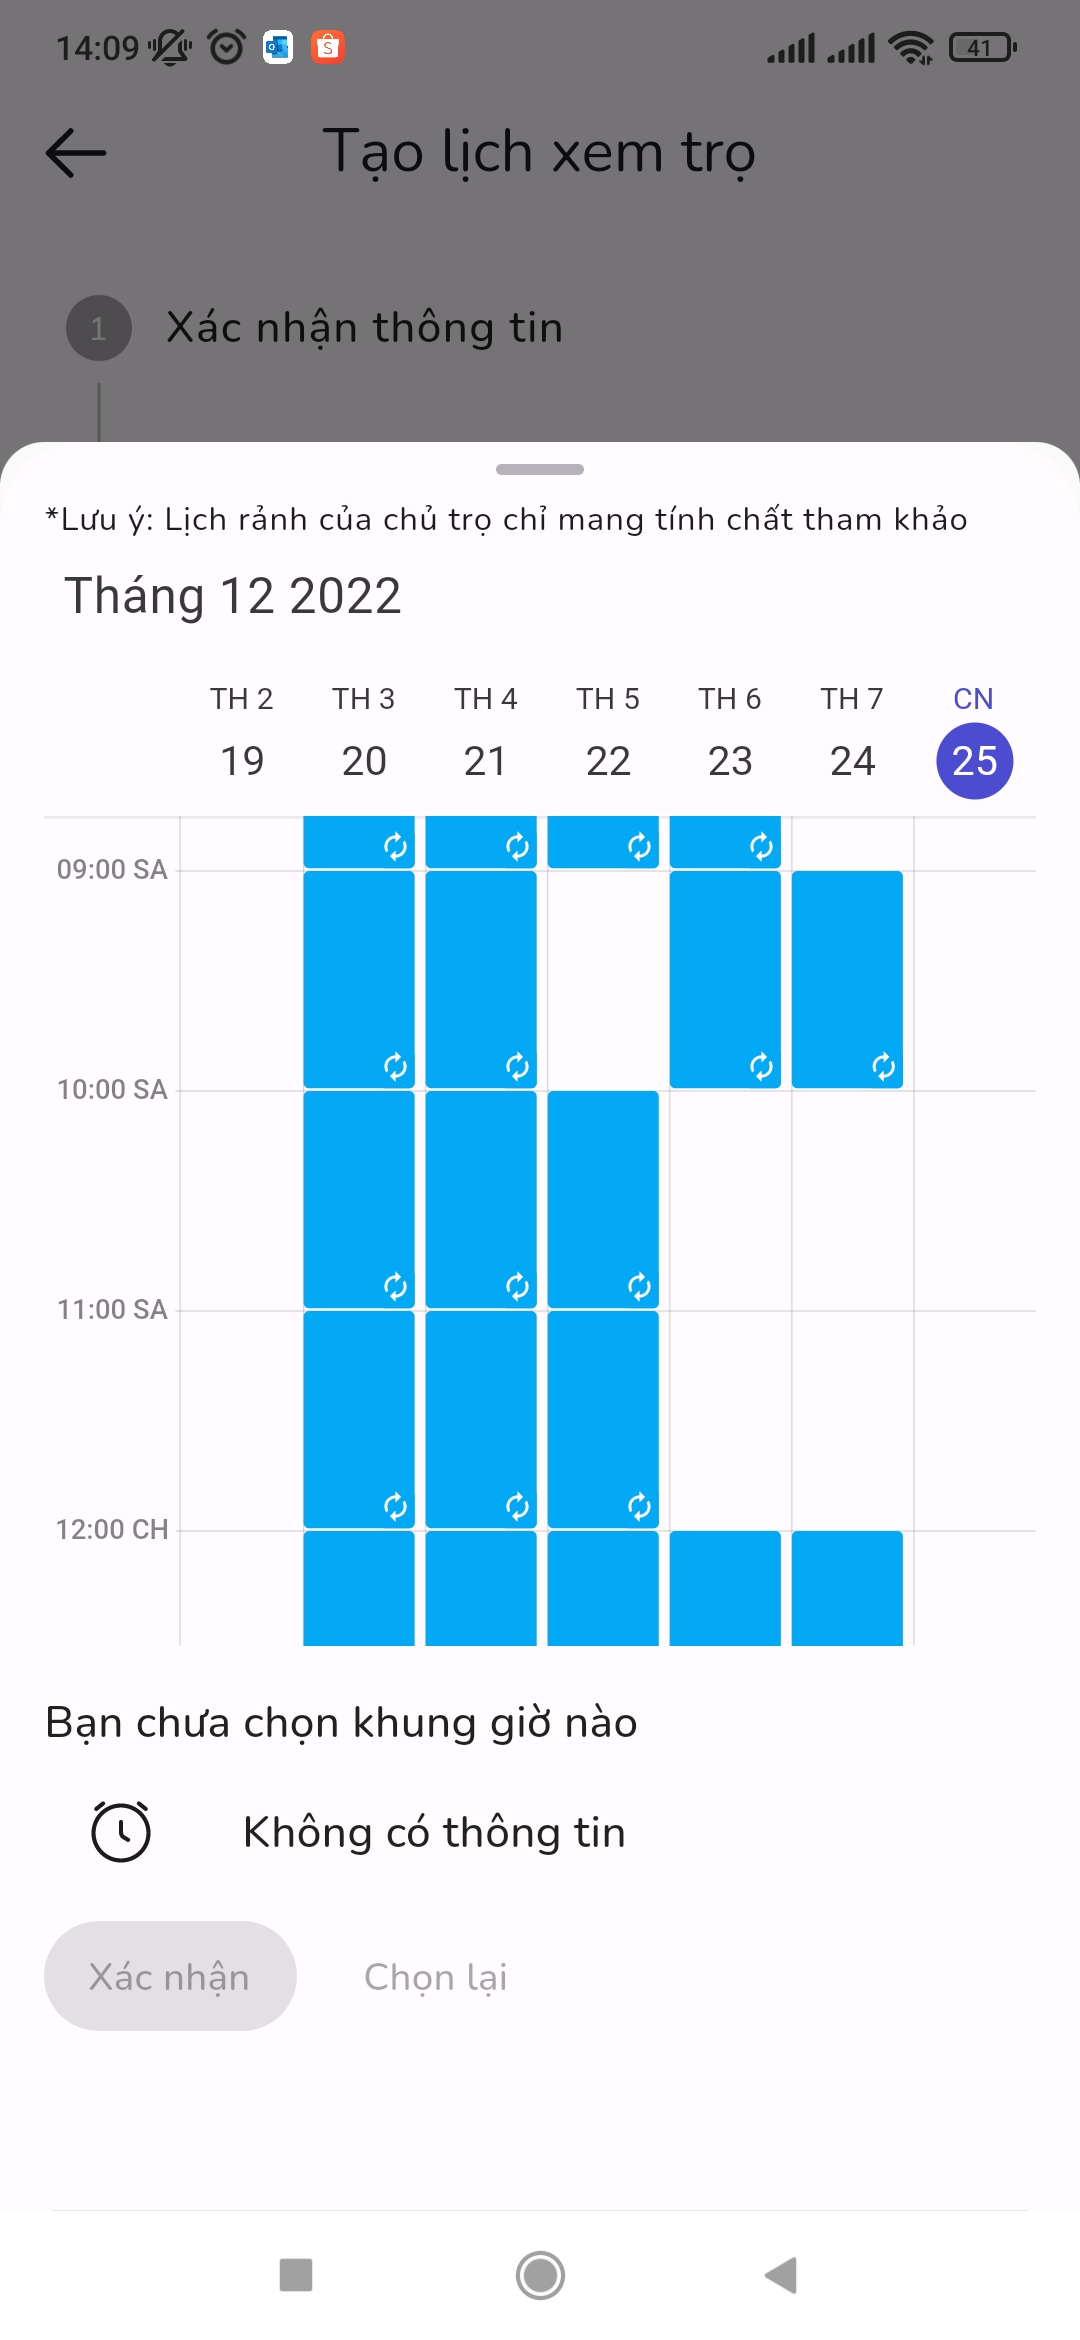 14:09
41
Tạo lịch xem trọ
1 Xác nhận thông tin
*Lưu ý: Lịch rảnh của chủ trọ chỉ mang tính chất tham khảo
Tháng 12 2022
TH 2 TH 3 TH 4 TH 5 TH 6 TH 7 CN
19 20 21 22 23 24 25
09:00 SA
10:00 SA
11:00 SA
12:00 CH
Bạn chưa chọn khung giờ nào
Không có thông tin
Xác nhận Chọn lại